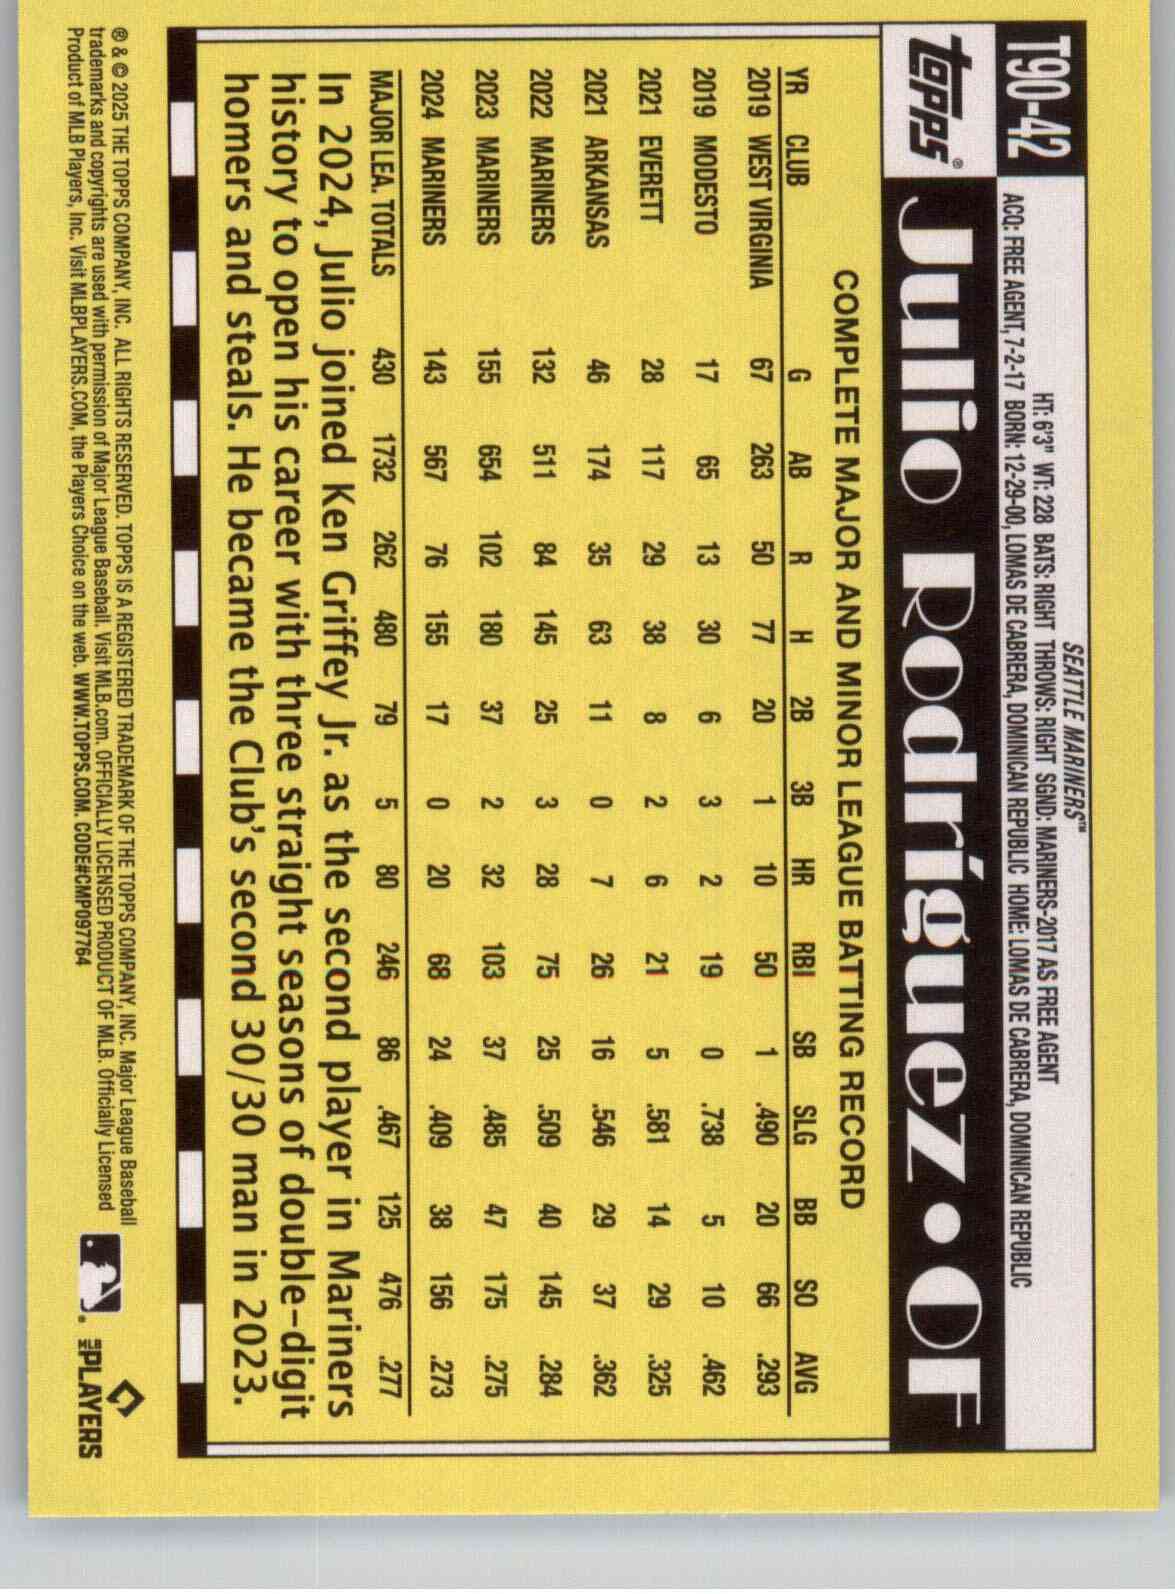 T90-42
SEATTLE MARINERS™
HT: 6'3" WT: 228 BATS: RIGHT THROWS: RIGHT SGND: MARINERS-2017 AS FREE AGENT
ACQ: FREE AGENT, 7-2-17 BORN: 12-29-00, LOMAS DE CABRERA, DOMINICAN REPUBLIC HOME: LOMAS DE CABRERA, DOMINICAN REPUBLIC
topps® Julio Rodríguez • OF
COMPLETE MAJOR AND MINOR LEAGUE BATTING RECORD
YR CLUB G AB R H 2B 3B HR RBI SB SLG BB SO AVG
2019 WEST VIRGINIA 67 263 50 77 20 1 10 50 1 .490 20 66 .293
2019 MODESTO 17 65 13 30 6 3 2 19 0 .738 5 10 .462
2021 EVERETT 28 117 29 38 8 2 6 21 5 .581 14 29 .325
2021 ARKANSAS 46 174 35 63 11 0 7 26 16 .546 29 37 .362
2022 MARINERS 132 511 84 145 25 3 28 75 25 .509 40 145 .284
2023 MARINERS 155 654 102 180 37 2 32 103 37 .485 47 175 .275
2024 MARINERS 143 567 76 155 17 0 20 68 24 .409 38 156 .273
MAJOR LEA. TOTALS 430 1732 262 480 79 5 80 246 86 .467 125 476 .277
In 2024, Julio joined Ken Griffey Jr. as the second player in Mariners
history to open his career with three straight seasons of double-digit
homers and steals. He became the Club's second 30/30 man in 2023.
® & © 2025 THE TOPPS COMPANY, INC. ALL RIGHTS RESERVED. TOPPS IS A REGISTERED TRADEMARK OF THE TOPPS COMPANY, INC. Major League Baseball
trademarks and copyrights are used with permission of Major League Baseball. Visit MLB.com. OFFICIALLY LICENSED PRODUCT OF MLB. Officially Licensed
Product of MLB Players, Inc. Visit MLBPLAYERS.COM, the Players Choice on the web. WWW.TOPPS.COM. CODE#CMP097764
MLB PLAYERS